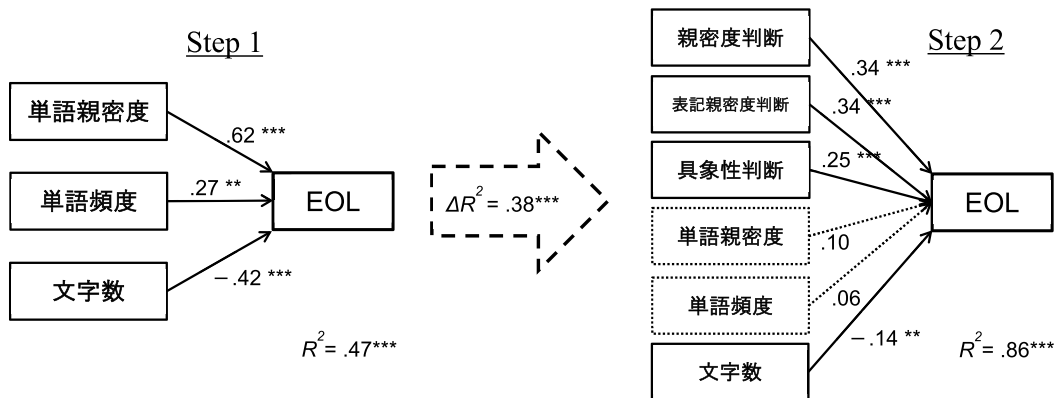 Step 1
単語親密度
.62 ***
単語頻度
.27 **
EOL
文字数
－.42 ***
R² = .47***
ΔR² = .38***
Step 2
親密度判断
.34 ***
表記親密度判断
.34 ***
具象性判断
.25 ***
EOL
単語親密度
.10
単語頻度
.06
文字数
－.14 **
R² = .86***